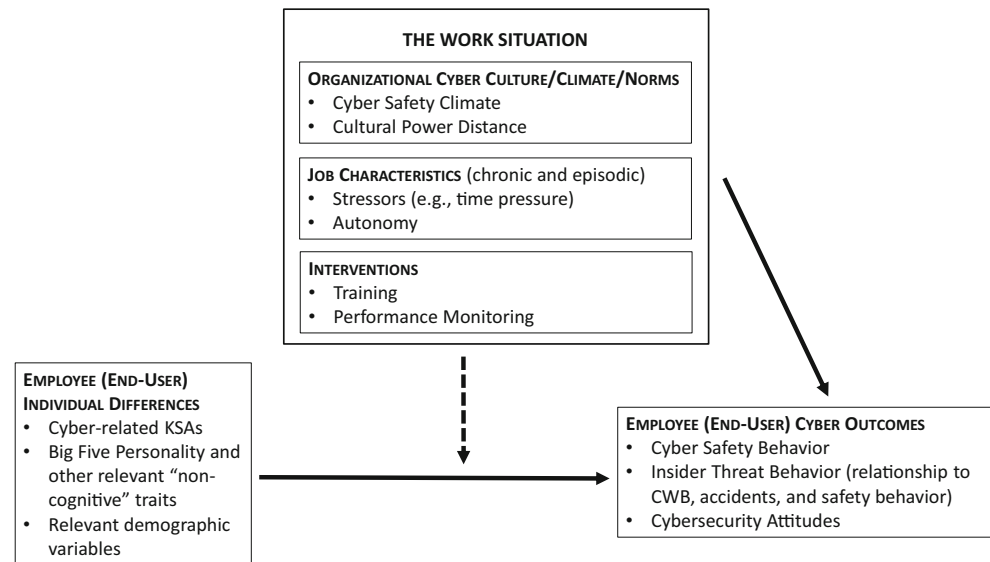 THE WORK SITUATION
ORGANIZATIONAL CYBER CULTURE/CLIMATE/NORMS
• Cyber Safety Climate
• Cultural Power Distance
JOB CHARACTERISTICS (chronic and episodic)
• Stressors (e.g., time pressure)
• Autonomy
INTERVENTIONS
• Training
• Performance Monitoring
EMPLOYEE (END-USER)
INDIVIDUAL DIFFERENCES
• Cyber-related KSAs
• Big Five Personality and
other relevant “non-
cognitive” traits
• Relevant demographic
variables
EMPLOYEE (END-USER) CYBER OUTCOMES
• Cyber Safety Behavior
• Insider Threat Behavior (relationship to
CWB, accidents, and safety behavior)
• Cybersecurity Attitudes